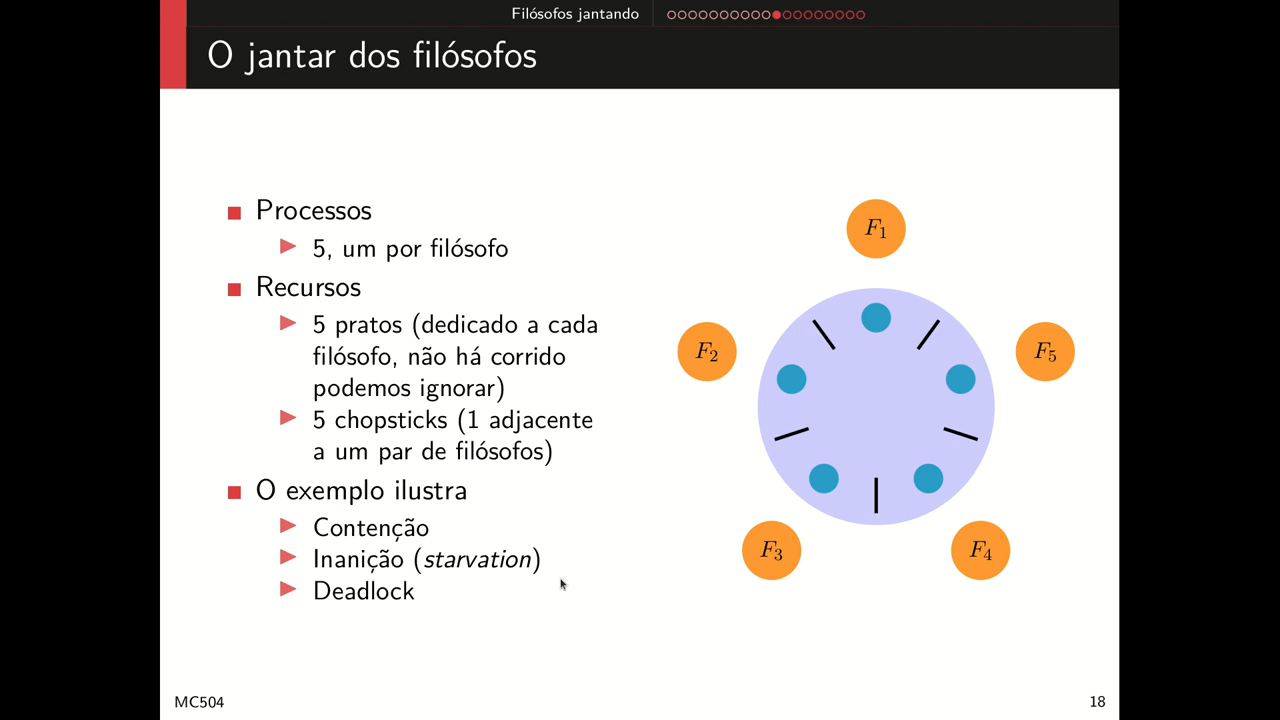 Filósofos jantando
O jantar dos filósofos
Processos
5, um por filósofo
Recursos
5 pratos (dedicado a cada
filósofo, não há corrido
podemos ignorar)
5 chopsticks (1 adjacente
a um par de filósofos)
O exemplo ilustra
Contenção
Inanição (starvation)
Deadlock
F1
F2
F5
F3
F4
MC504
18